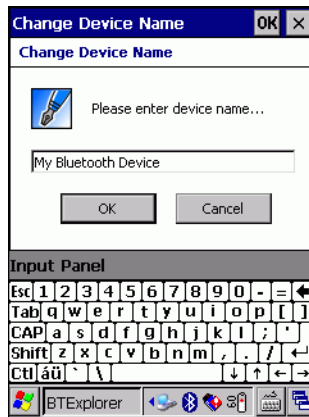 Change Device Name OK ×
Change Device Name
Please enter device name...
My Bluetooth Device
OK Cancel
Input Panel
Esc 1 2 3 4 5 6 7 8 9 0 - = ←
Tab q w e r t y u i o p [ ]
CAP a s d f g h j k l ; '
Shift z x c v b n m , . / ↵
Ctl áü ` \ ↓ ↑ ← →
BTExplorer